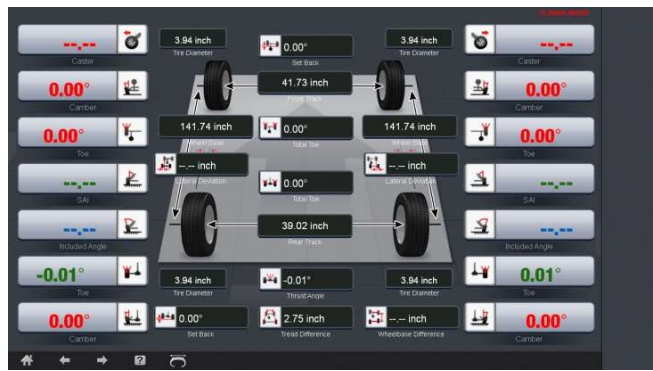 --.--
3.94 inch
Tire Diameter
0.00°
Set Back
3.94 inch
Tire Diameter
--.--
Caster
Caster
0.00°
41.73 inch
Front Track
0.00°
Camber
Camber
0.00°
141.74 inch
Wheel Base
0.00°
Total Toe
141.74 inch
Wheel Base
0.00°
Toe
Toe
--.--
--.-- inch
Lateral Deviation
0.00°
Total Toe
--.-- inch
Lateral Deviation
--.--
SAI
SAI
--.--
39.02 inch
Rear Track
--.--
Included Angle
Included Angle
-0.01°
3.94 inch
Tire Diameter
-0.01°
Thrust Angle
3.94 inch
Tire Diameter
0.01°
Toe
Toe
0.00°
0.00°
Set Back
2.75 inch
Tread Difference
--.-- inch
Wheelbase Difference
0.00°
Camber
Camber
?